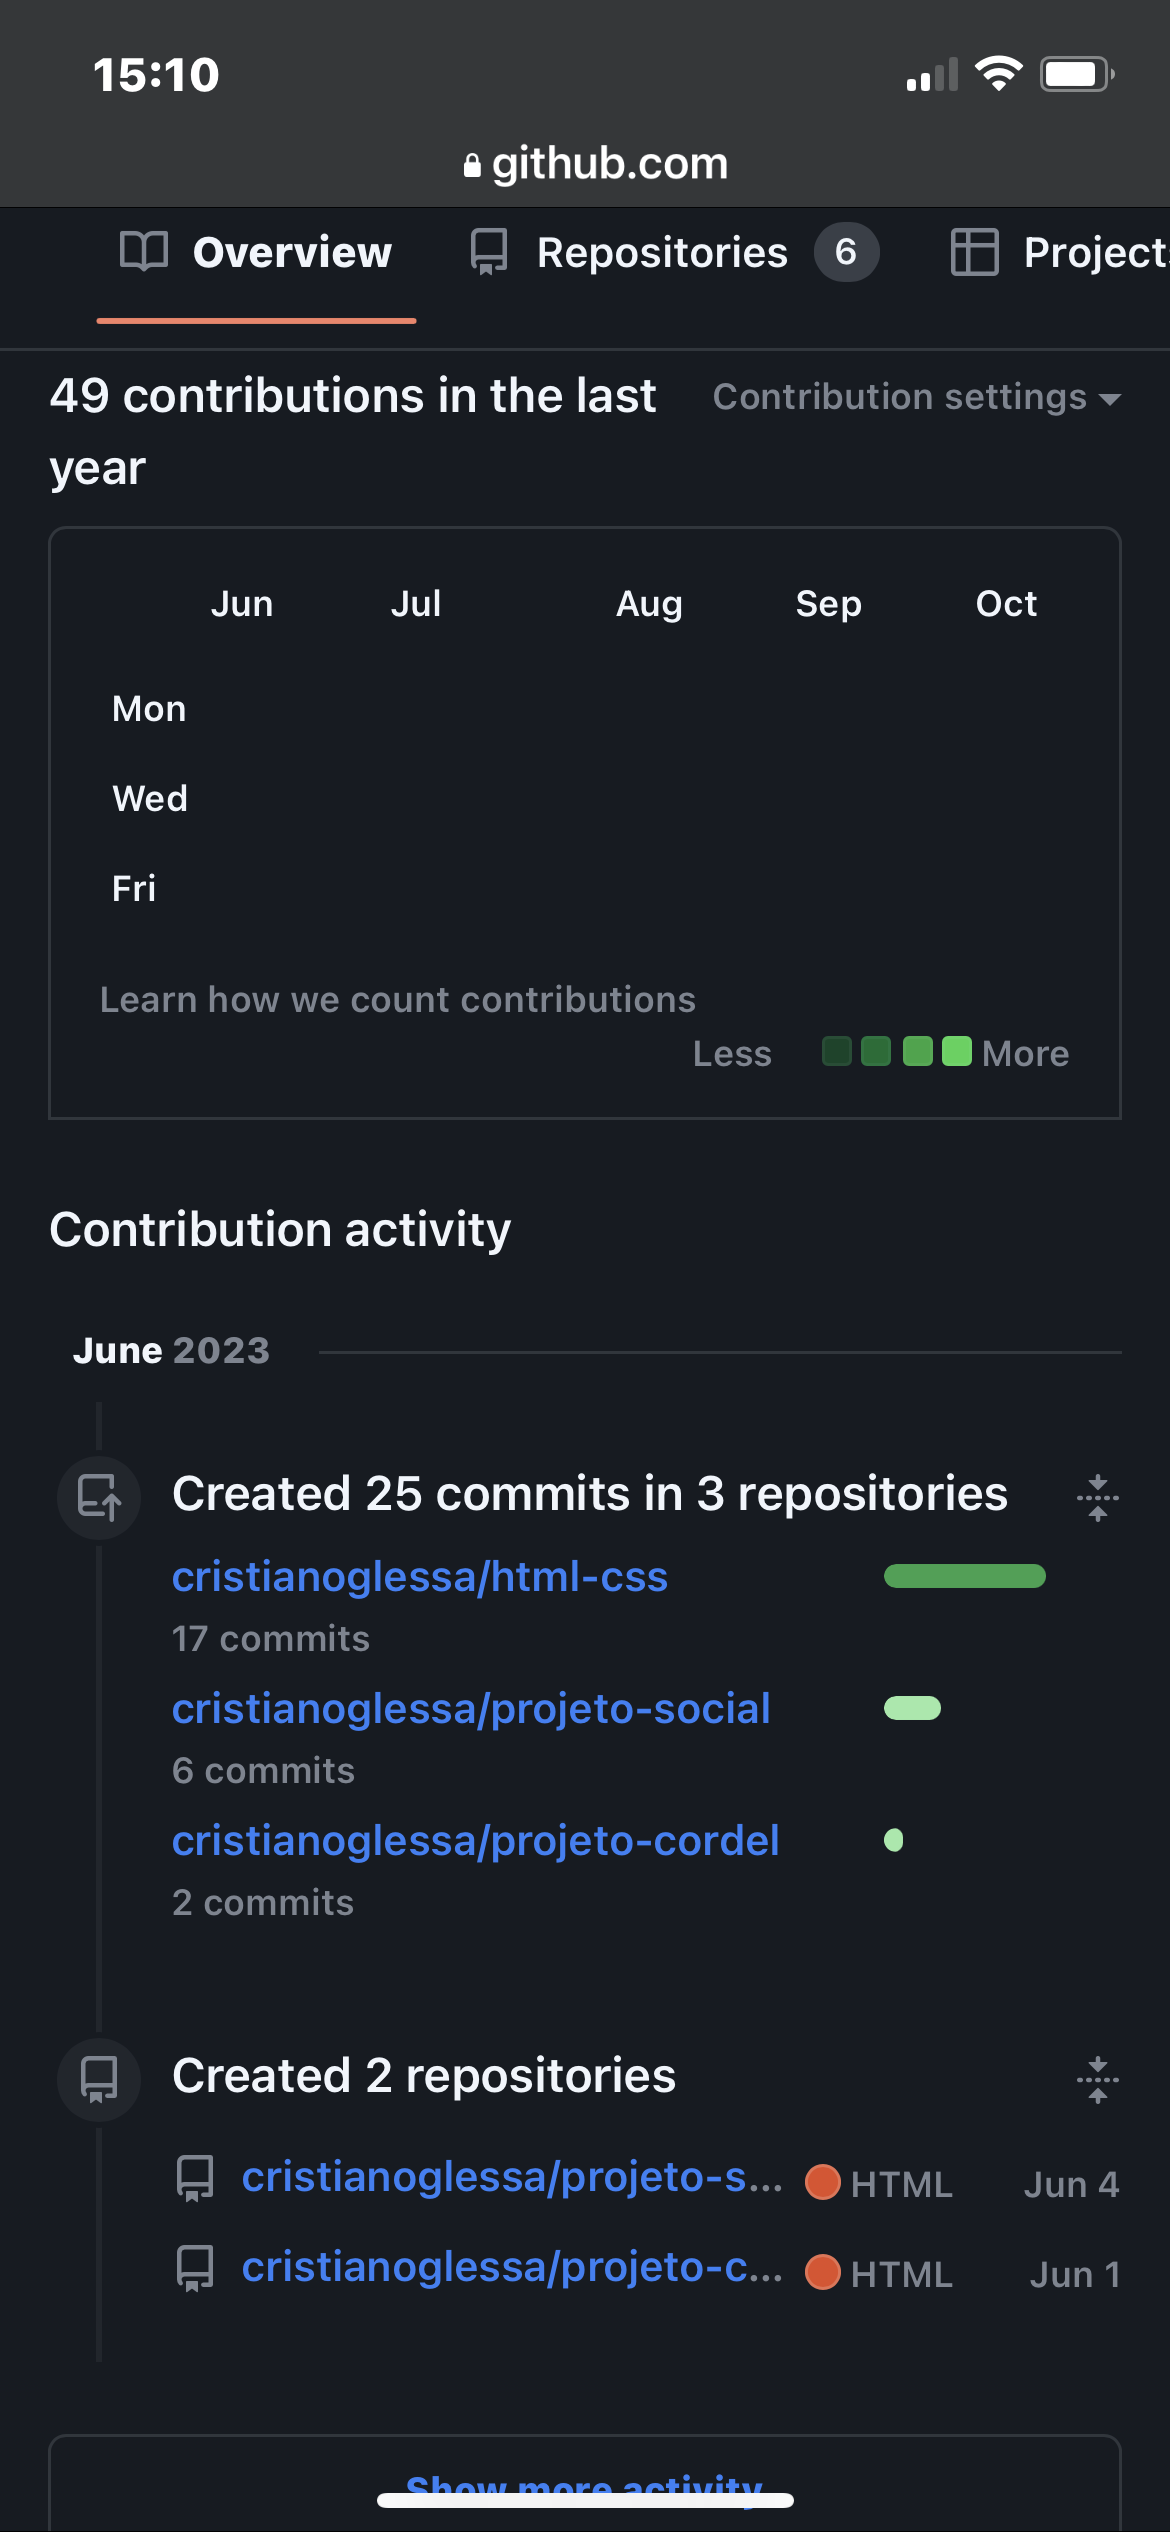 15:10
github.com
Overview Repositories 6 Projects
49 contributions in the last
year
Contribution settings
Jun Jul Aug Sep Oct
Mon
Wed
Fri
Learn how we count contributions
Less More
Contribution activity
June 2023
Created 25 commits in 3 repositories
cristianoglessa/html-css
17 commits
cristianoglessa/projeto-social
6 commits
cristianoglessa/projeto-cordel
2 commits
Created 2 repositories
cristianoglessa/projeto-s... HTML Jun 4
cristianoglessa/projeto-c... HTML Jun 1
Show more activity